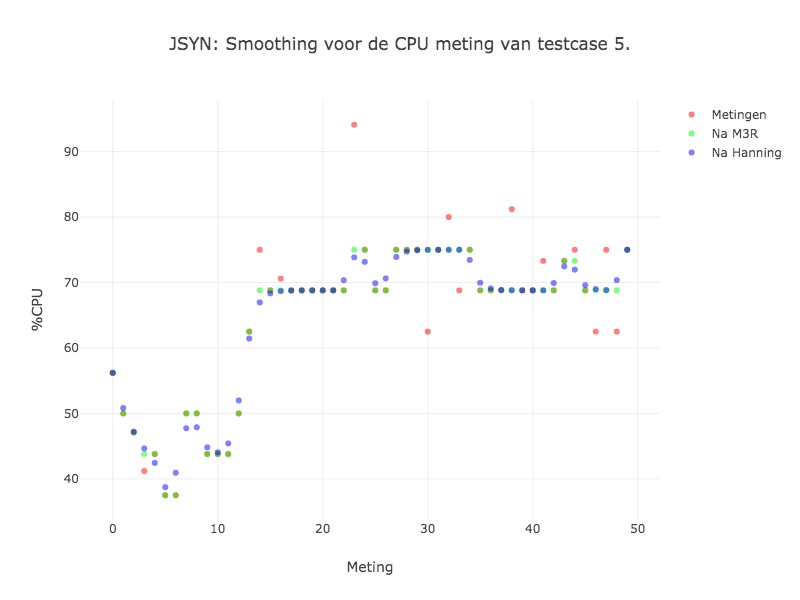 JSYN: Smoothing voor de CPU meting van testcase 5.
Metingen
Na M3R
Na Hanning
90
80
70
60
50
40
%CPU
0 10 20 30 40 50
Meting